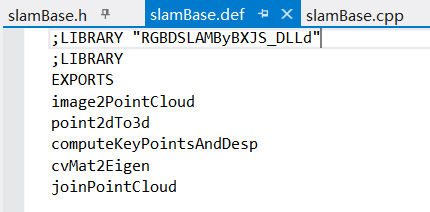 slamBase.h slamBase.def slamBase.cpp
;LIBRARY "RGBDSLAMByBXJS_DLLd"
;LIBRARY
EXPORTS
image2PointCloud
point2dTo3d
computeKeyPointsAndDesp
cvMat2Eigen
joinPointCloud